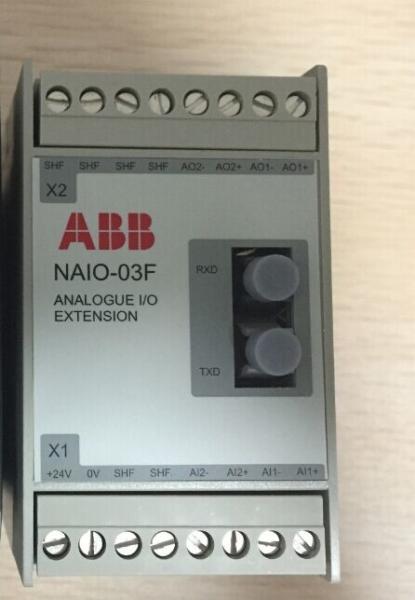 SHF SHF SHF SHF AO2- AO2+ AO1- AO1+
X2
ABB
NAIO-03F
ANALOGUE I/O
EXTENSION
RXD
TXD
X1
+24V 0V SHF SHF AI2- AI2+ AI1- AI1+